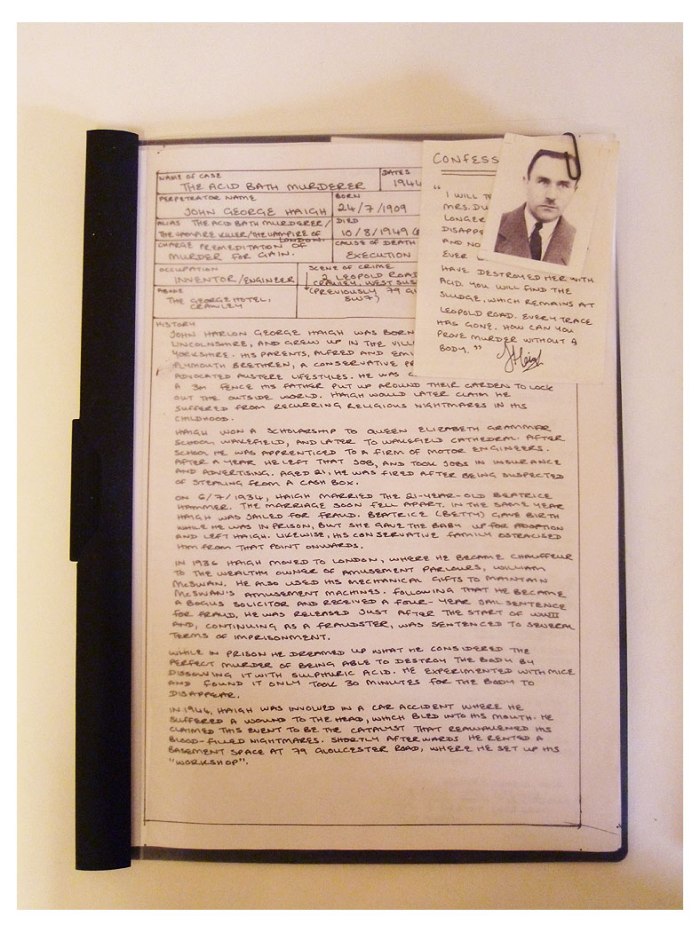 NAME OF CASE
THE ACID BATH MURDERER
DATES
1944
PERPETRATOR NAME
JOHN GEORGE HAIGH
BORN
24/7/1909
ALIAS THE ACID BATH MURDERER/
THE VAMPIRE KILLER/THE VAMPIRE OF
LONDON.
DIED
10/8/1949 (
CHARGE PREMEDITATION OF
MURDER FOR GAIN.
CAUSE OF DEATH
EXECUTION
OCCUPATION
INVENTOR/ENGINEER
SCENE OF CRIME
2 LEOPOLD ROAD
CRAWLEY, WEST SUS
(PREVIOUSLY 79 GL
SW7)
THE GEORGE HOTEL,
CRAWLEY
CONFESS
"I WILL T
MRS. DU
LONGER
DISAPP
AND NO
EVER
HAVE DESTROYED HER WITH
ACID. YOU WILL FIND THE
SLUDGE, WHICH REMAINS AT
LEOPOLD ROAD. EVERY TRACE
HAS GONE. HOW CAN YOU
PROVE MURDER WITHOUT A
BODY."
JHaigh
HISTORY
JOHN HARLON GEORGE HAIGH WAS BORN
LINCOLNSHIRE, AND GREW UP IN THE VILL
YORKSHIRE. HIS PARENTS, ALFRED AND EMI
PLYMOUTH BRETHREN, A CONSERVATIVE PR
ADVOCATED AUSTERE LIFESTYLES. HE WAS C
A 3M FENCE HIS FATHER PUT UP AROUND THEIR GARDEN TO LOCK
OUT THE OUTSIDE WORLD. HAIGH WOULD LATER CLAIM HE
SUFFERED FROM RECURRING RELIGIOUS NIGHTMARES IN HIS
CHILDHOOD.
HAIGH WON A SCHOLARSHIP TO QUEEN ELIZABETH GRAMMER
SCHOOL WAKEFIELD, AND LATER TO WAKEFIELD CATHEDRAL. AFTER
SCHOOL HE WAS APPRENTICED TO A FIRM OF MOTOR ENGINEERS.
AFTER A YEAR HE LEFT THAT JOB, AND TOOK JOBS IN INSURANCE
AND ADVERTISING. AGED 21, HE WAS FIRED AFTER BEING SUSPECTED
OF STEALING FROM A CASH BOX.
ON 6/7/1934, HAIGH MARRIED THE 21-YEAR-OLD BEATRICE
HAMMER. THE MARRIAGE SOON FELL APART. IN THE SAME YEAR
HAIGH WAS JAILED FOR FRAUD. BEATRICE (BETTY) GAVE BIRTH
WHILE HE WAS IN PRISON, BUT SHE GAVE THE BABY UP FOR ADOPTION
AND LEFT HAIGH. LIKEWISE, HIS CONSERVATIVE FAMILY OSTRACISED
HIM FROM THAT POINT ONWARDS.
IN 1936 HAIGH MOVED TO LONDON, WHERE HE BECAME CHAUFFEUR
TO THE WEALTHY OWNER OF AMUSEMENT PARLOURS, WILLIAM
McSWAN. HE ALSO USED HIS MECHANICAL GIFTS TO MAINTAIN
McSWAN'S AMUSEMENT MACHINES. FOLLOWING THAT HE BECAME
A BOGUS SOLICITOR AND RECEIVED A FOUR-YEAR JAIL SENTENCE
FOR FRAUD. HE WAS RELEASED JUST AFTER THE START OF WWII
AND, CONTINUING AS A FRAUDSTER, WAS SENTENCED TO SEVERAL
TERMS OF IMPRISONMENT.
WHILE IN PRISON HE DREAMED UP WHAT HE CONSIDERED THE
PERFECT MURDER OF BEING ABLE TO DESTROY THE BODY BY
DISSOLVING IT WITH SULPHURIC ACID. HE EXPERIMENTED WITH MICE
AND FOUND IT ONLY TOOK 30 MINUTES FOR THE BODY TO
DISAPPEAR.
IN 1944, HAIGH WAS INVOLVED IN A CAR ACCIDENT WHERE HE
SUFFERED A WOUND TO THE HEAD, WHICH BLED INTO HIS MOUTH. HE
CLAIMED THIS EVENT TO BE THE CATALYST THAT REAWAKENED HIS
BLOOD-FILLED NIGHTMARES. SHORTLY AFTERWARDS HE RENTED A
BASEMENT SPACE AT 79 GLOUCESTER ROAD, WHERE HE SET UP HIS
"WORKSHOP".